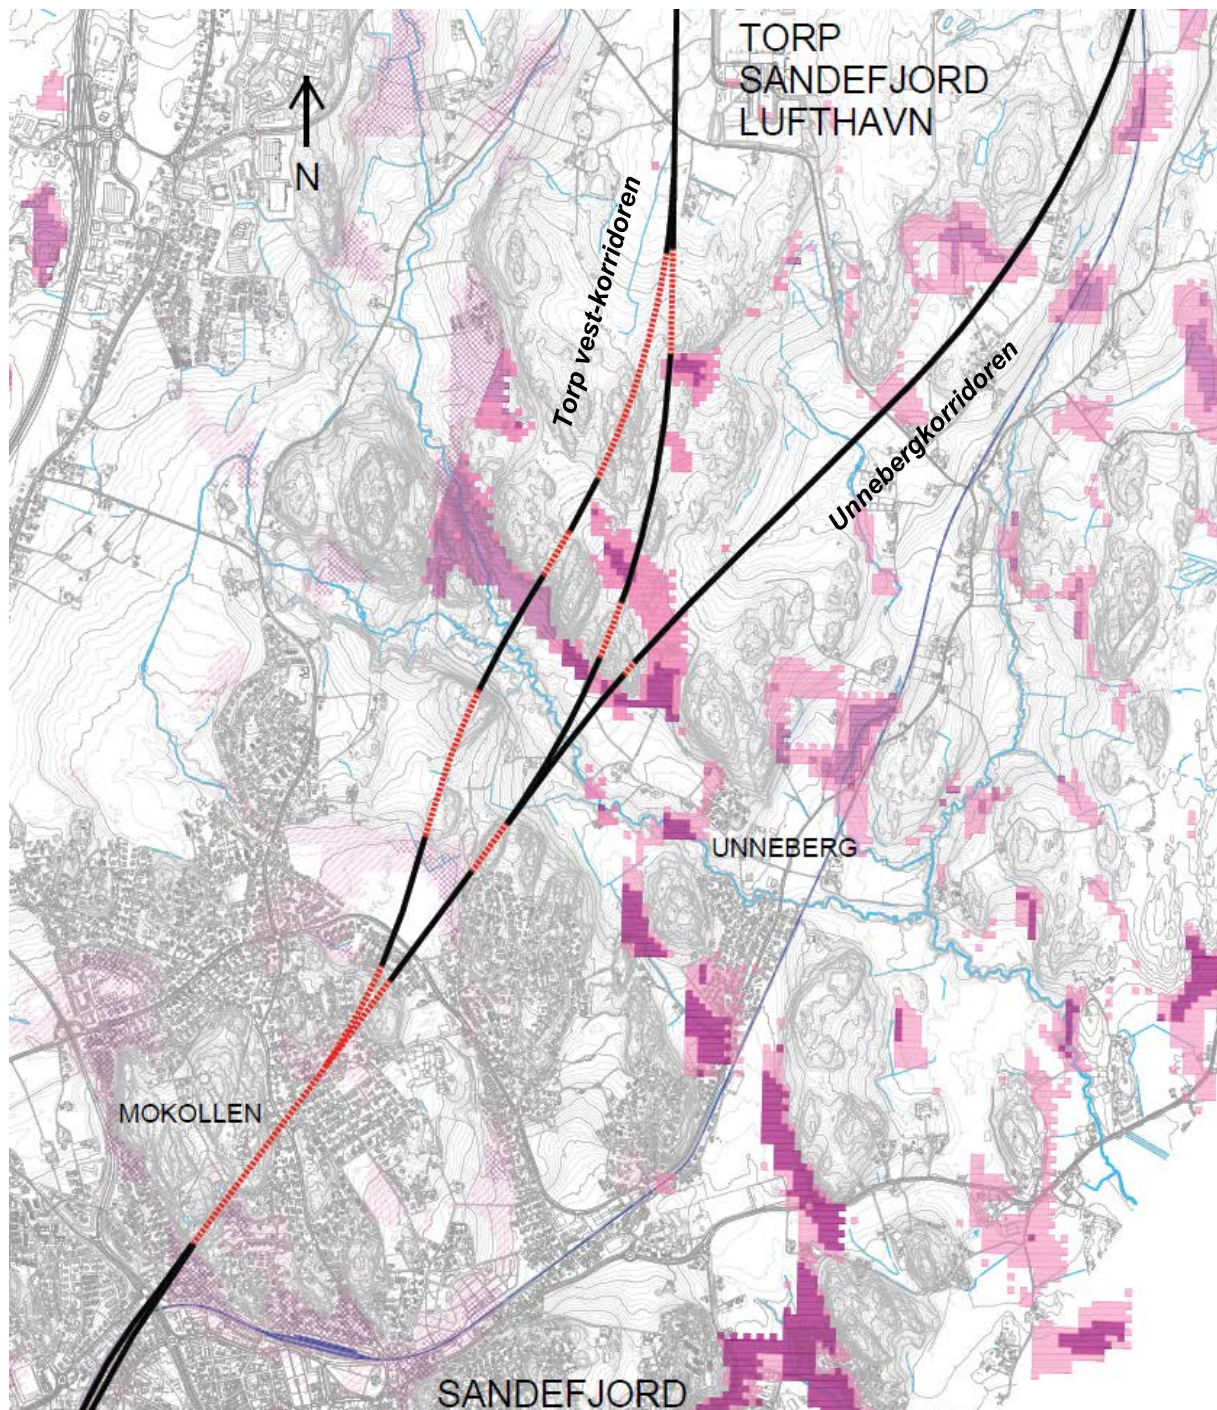 TORP
SANDEFJORD
LUFTHAVN
N
Torp vest-korridoren
Unnebergkorridoren
UNNEBERG
MOKOLLEN
SANDEFJORD